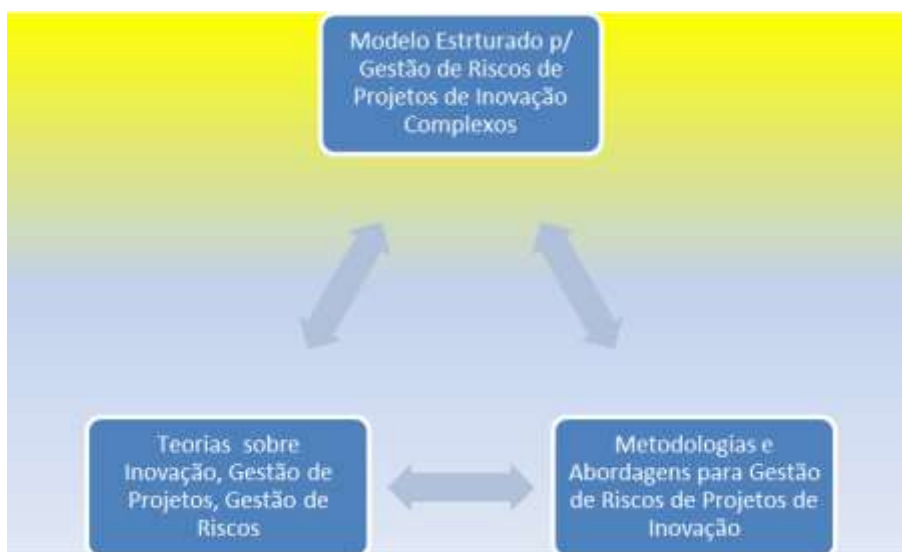 Modelo Estrturado p/
Gestão de Riscos de
Projetos de Inovação
Complexos
Teorias sobre
Inovação, Gestão de
Projetos, Gestão de
Riscos
Metodologias e
Abordagens para Gestão
de Riscos de Projetos de
Inovação